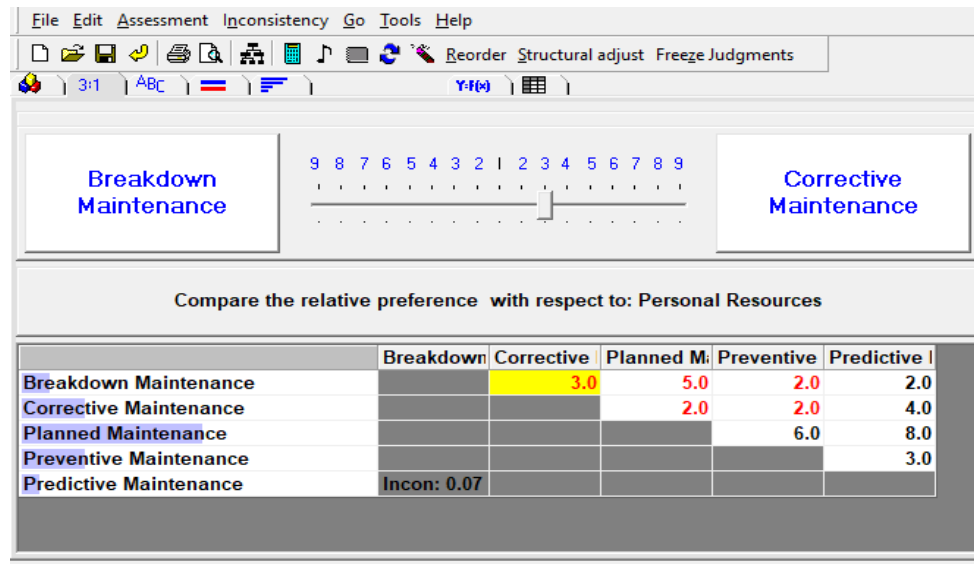 File Edit Assessment Inconsistency Go Tools Help
Reorder Structural adjust Freeze Judgments
3:1 ABC Y=F(x)
9 8 7 6 5 4 3 2 1 2 3 4 5 6 7 8 9
Breakdown Maintenance
Corrective Maintenance
Compare the relative preference with respect to: Personal Resources
Breakdown Corrective Planned M Preventive Predictive
Breakdown Maintenance 3.0 5.0 2.0 2.0
Corrective Maintenance 2.0 2.0 4.0
Planned Maintenance 6.0 8.0
Preventive Maintenance 3.0
Predictive Maintenance Incon: 0.07